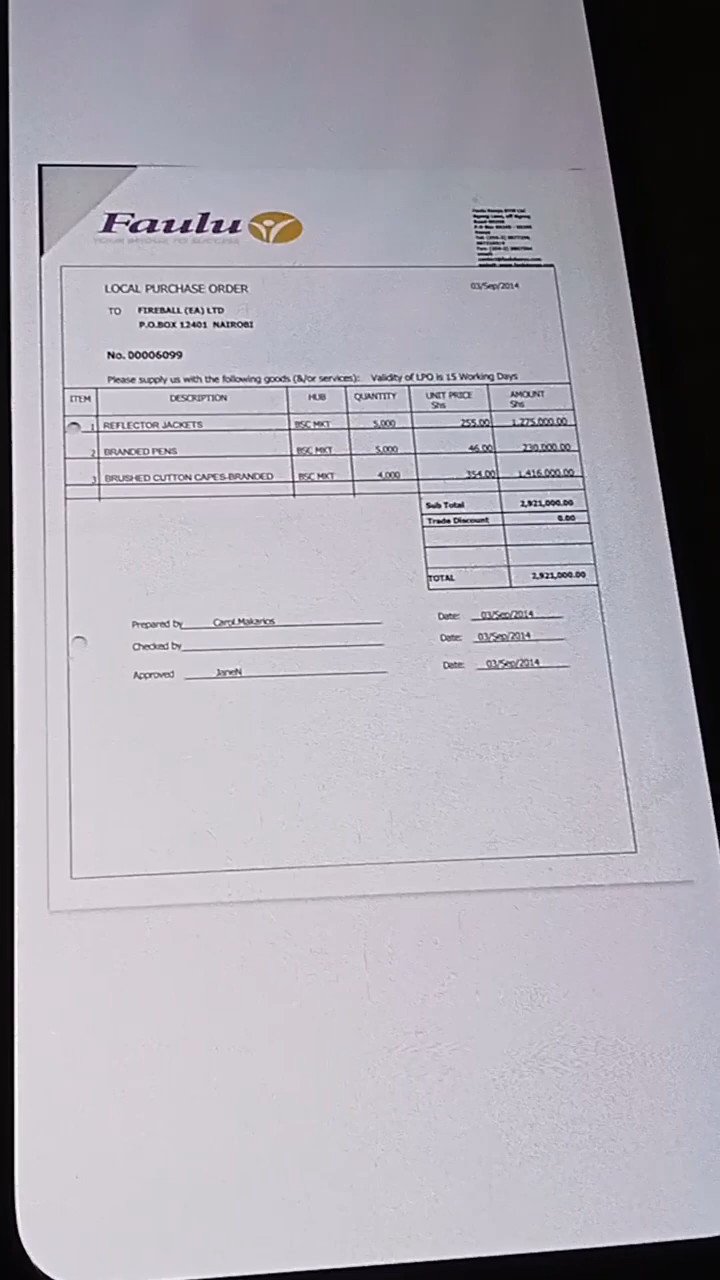 Faulu
YOUR BRIDGE TO SUCCESS
LOCAL PURCHASE ORDER 03/Sep/2014
TO FIREBALL (EA) LTD
P.O.BOX 12401 NAIROBI
No. 00006099
Please supply us with the following goods (&/or services): Validity of LPO is 15 Working Days
ITEM DESCRIPTION HUB QUANTITY UNIT PRICE Shs AMOUNT Shs
1 REFLECTOR JACKETS BSC MKT 5,000 255.00 1,275,000.00
2 BRANDED PENS BSC MKT 5,000 46.00 230,000.00
3 BRUSHED CUTTON CAPES-BRANDED BSC MKT 4,000 354.00 1,416,000.00
Sub Total 2,921,000.00
Trade Discount 0.00
TOTAL 2,921,000.00
Prepared by Carol.Makarios Date: 03/Sep/2014
Checked by Date: 03/Sep/2014
Approved JaneN Date: 03/Sep/2014